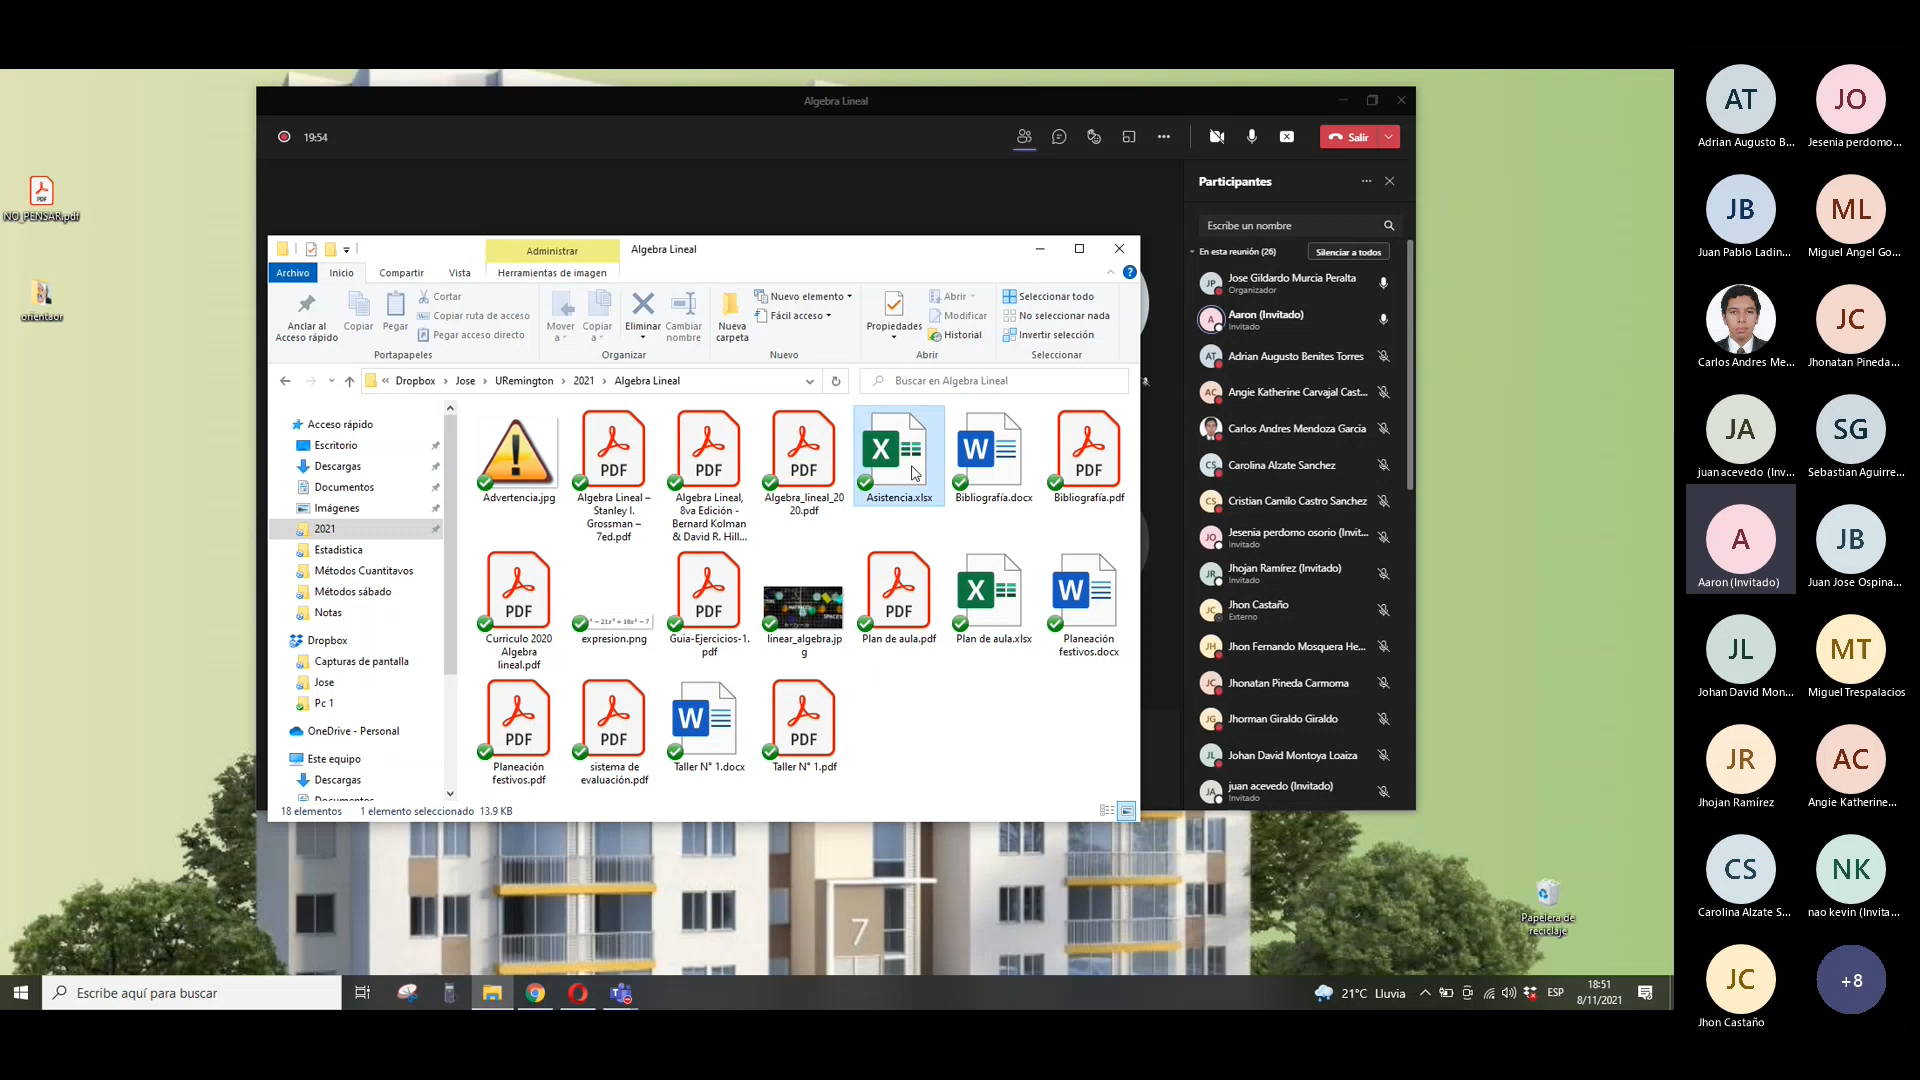 Algebra Lineal
19:54
Salir
Participantes
Escribe un nombre
En esta reunión (26)
Silenciar a todos
Jose Gildardo Murcia Peralta
Organizador
Aaron (Invitado)
Invitado
Adrian Augusto Benites Torres
Angie Katherine Carvajal Cast...
Carlos Andres Mendoza Garcia
Carolina Alzate Sanchez
Cristian Camilo Castro Sanchez
Jesenia perdomo osorio (Invit...
Invitado
Jhojan Ramírez (Invitado)
Invitado
Jhon Castaño
Externo
Jhon Fernando Mosquera He...
Jhonatan Pineda Carmoma
Jhorman Giraldo Giraldo
Johan David Montoya Loaiza
juan acevedo (Invitado)
Invitado
NO_PENSAR.pdf
orientaor
Administrar
Algebra Lineal
Archivo
Inicio
Compartir
Vista
Herramientas de imagen
Anclar al
Acceso rápido
Copiar
Pegar
Cortar
Copiar ruta de acceso
Pegar acceso directo
Portapapeles
Mover
a
Copiar
a
Eliminar
Cambiar
nombre
Organizar
Nueva
carpeta
Nuevo elemento
Fácil acceso
Nuevo
Propiedades
Abrir
Modificar
Historial
Abrir
Seleccionar todo
No seleccionar nada
Invertir selección
Seleccionar
« Dropbox › Jose › URemington › 2021 › Algebra Lineal
Buscar en Algebra Lineal
Acceso rápido
Escritorio
Descargas
Documentos
Imágenes
2021
Estadistica
Métodos Cuantitavos
Métodos sábado
Notas
Dropbox
Capturas de pantalla
Jose
Pc 1
OneDrive - Personal
Este equipo
Descargas
Documentos
Advertencia.jpg
Algebra Lineal –
Stanley I.
Grossman –
7ed.pdf
Algebra Lineal,
8va Edición -
Bernard Kolman
& David R. Hill...
Algebra_lineal_20
20.pdf
Asistencia.xlsx
Bibliografía.docx
Bibliografía.pdf
Curriculo 2020
Algebra
lineal.pdf
expresion.png
Guia-Ejercicios-1.
pdf
linear_algebra.jp
g
Plan de aula.pdf
Plan de aula.xlsx
Planeación
festivos.docx
Planeación
festivos.pdf
sistema de
evaluación.pdf
Taller N° 1.docx
Taller N° 1.pdf
18 elementos
1 elemento seleccionado 13.9 KB
7
Papelera de
reciclaje
Escribe aquí para buscar
21°C Lluvia
ESP
18:51
8/11/2021
AT
Adrian Augusto B...
JO
Jesenia perdomo...
JB
Juan Pablo Ladin...
ML
Miguel Angel Go...
Carlos Andres Me...
JC
Jhonatan Pineda...
JA
juan acevedo (Inv...
SG
Sebastian Aguirre...
A
Aaron (Invitado)
JB
Juan Jose Ospina...
JL
Johan David Mon...
MT
Miguel Trespalacios
JR
Jhojan Ramírez
AC
Angie Katherine...
CS
Carolina Alzate S...
NK
nao kevin (Invita...
JC
Jhon Castaño
+8